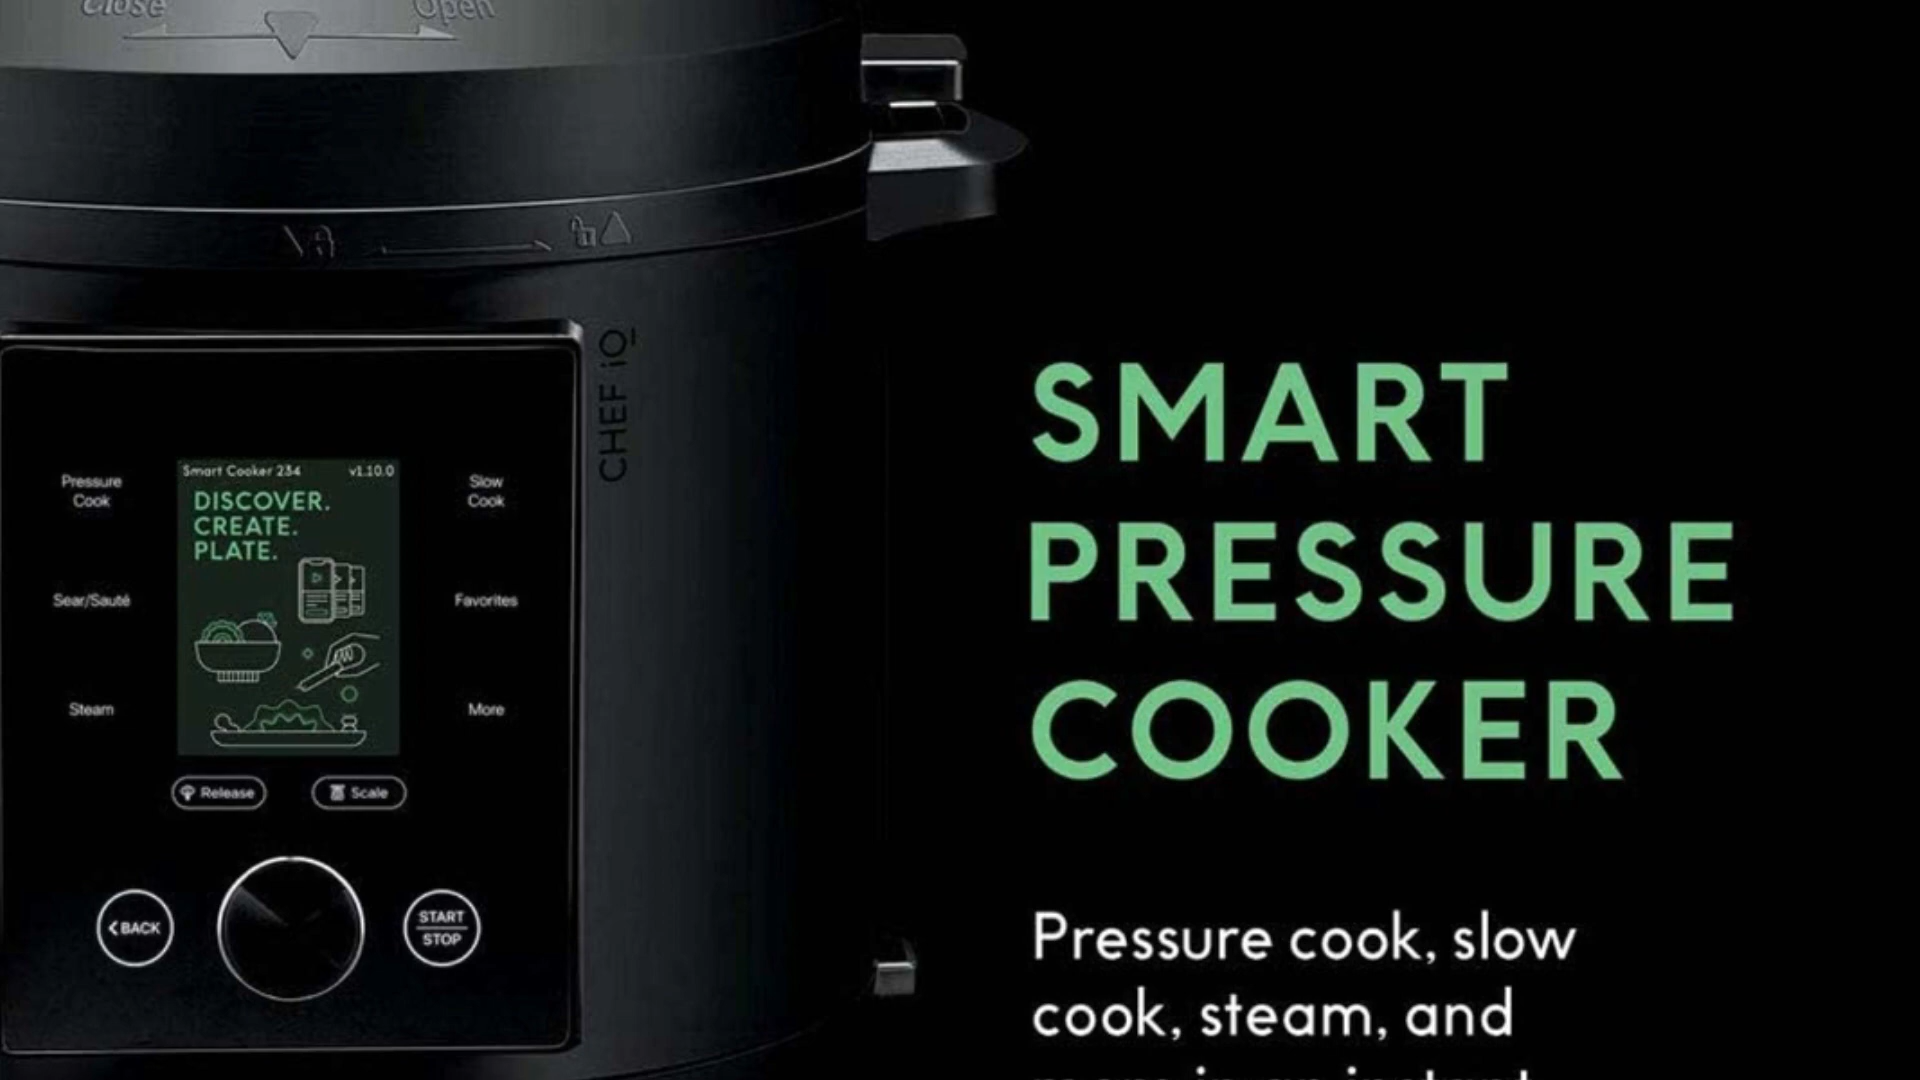 Close
Open
CHEF iQ
Smart Cooker 234
v1.10.0
DISCOVER.
CREATE.
PLATE.
Pressure
Cook
Sear/Sauté
Steam
Slow
Cook
Favorites
More
Release
Scale
<BACK
START
STOP
SMART
PRESSURE
COOKER
Pressure cook, slow
cook, steam, and